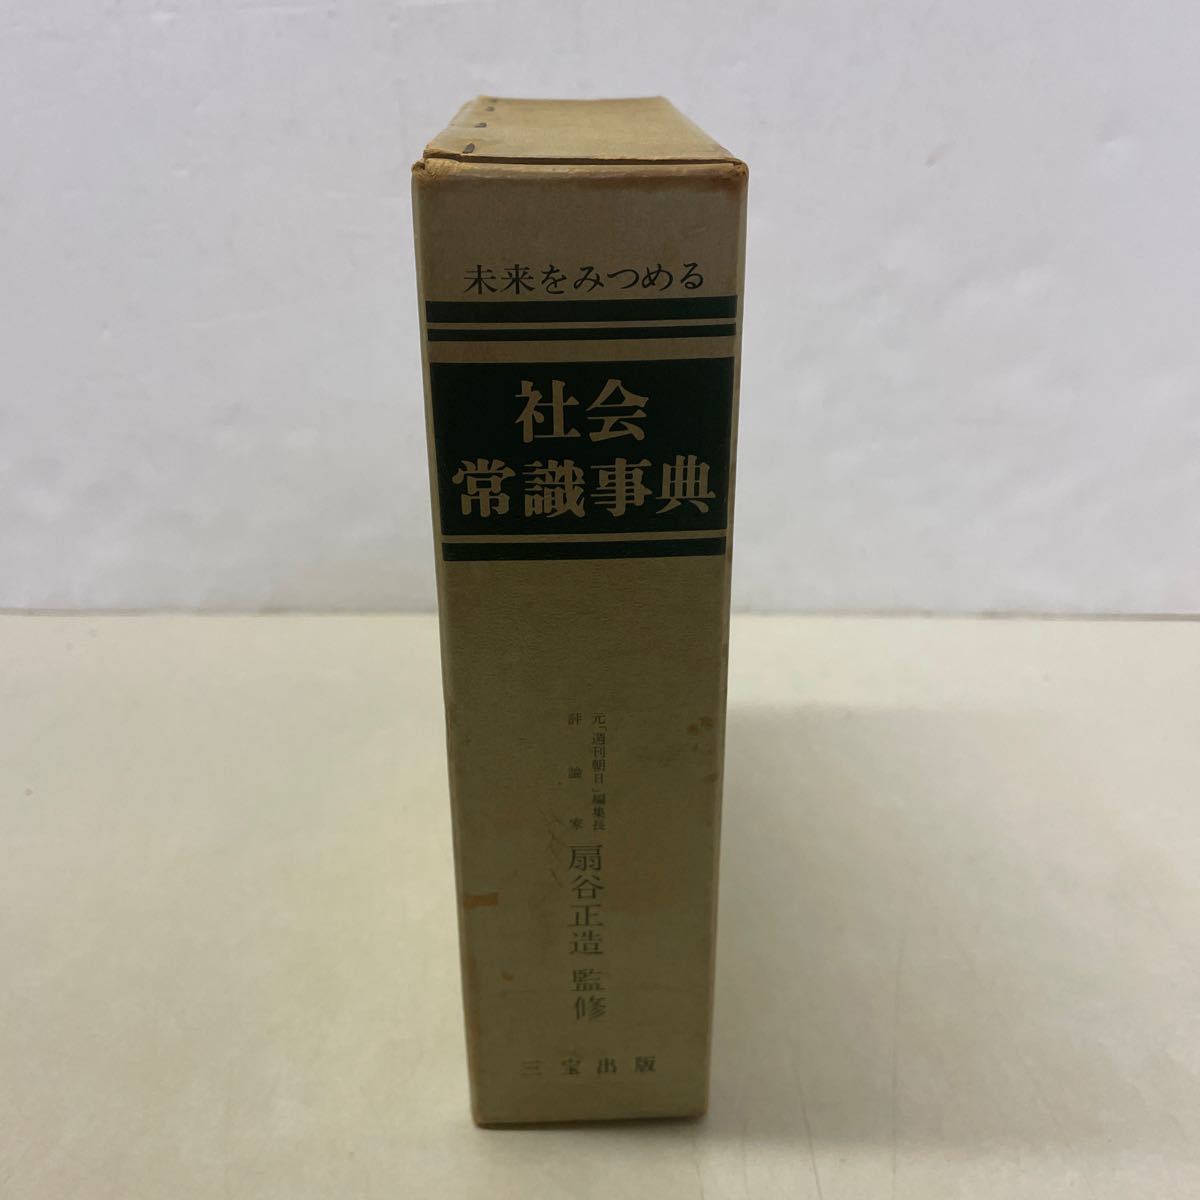 未来をみつめる
社会
常識事典
元「週刊朝日」編集長
評論家
扇谷正造 監修
三宝出版